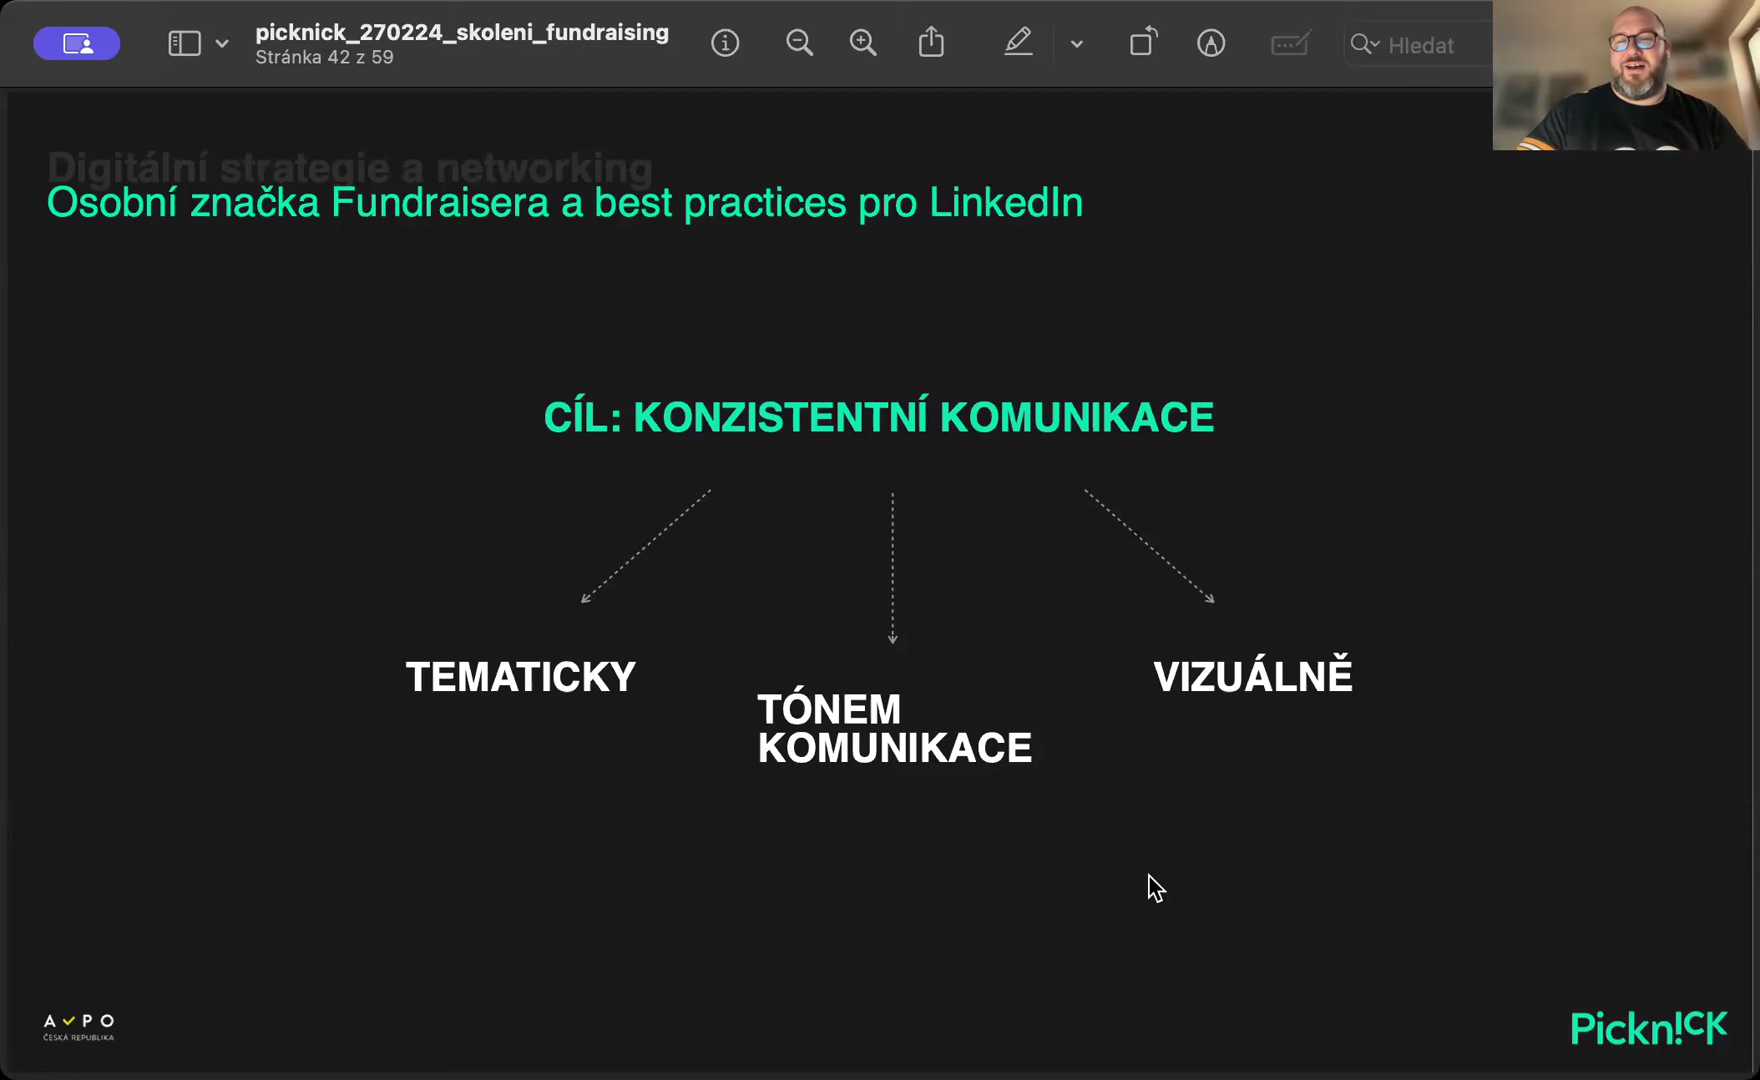 picknick_270224_skoleni_fundraising
Stránka 42 z 59
Hledat
Digitální strategie a networking
Osobní značka Fundraisera a best practices pro LinkedIn
CÍL: KONZISTENTNÍ KOMUNIKACE
TEMATICKY
VIZUÁLNĚ
TÓNEM
KOMUNIKACE
A✓PO
ČESKÁ REPUBLIKA
Pickn!CK